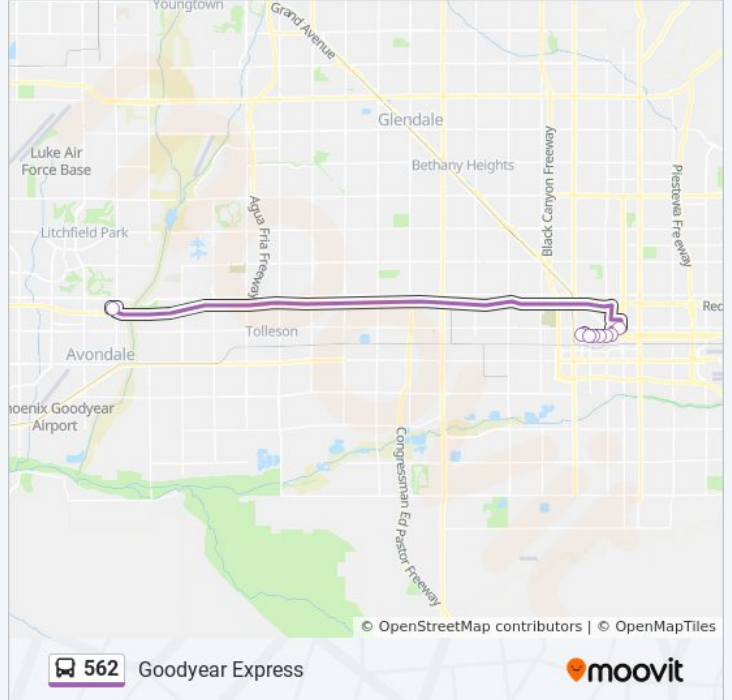 Youngtown
Grand Avenue
Glendale
Luke Air
Force Base
Bethany Heights
Black Canyon Freeway
Piestewa Freeway
Agua Fria Freeway
Litchfield Park
Red
Tolleson
Avondale
hoenix Goodyear
Airport
Congressman Ed Pastor Freeway
© OpenStreetMap contributors | © OpenMapTiles
562 Goodyear Express
moovit